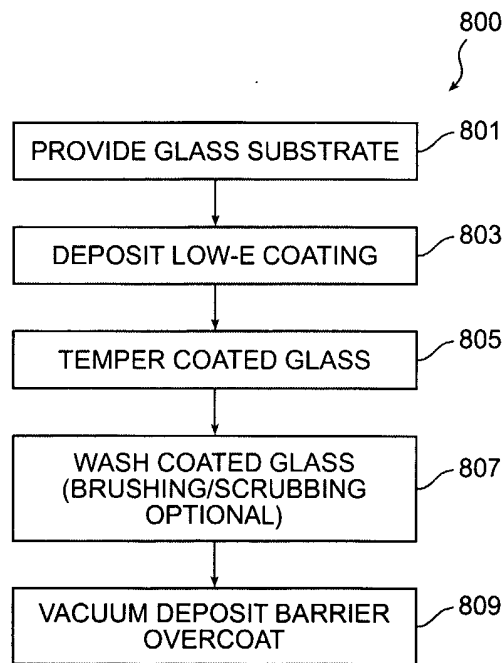 800
PROVIDE GLASS SUBSTRATE
801
DEPOSIT LOW-E COATING
803
TEMPER COATED GLASS
805
WASH COATED GLASS
(BRUSHING/SCRUBBING
OPTIONAL)
807
VACUUM DEPOSIT BARRIER
OVERCOAT
809